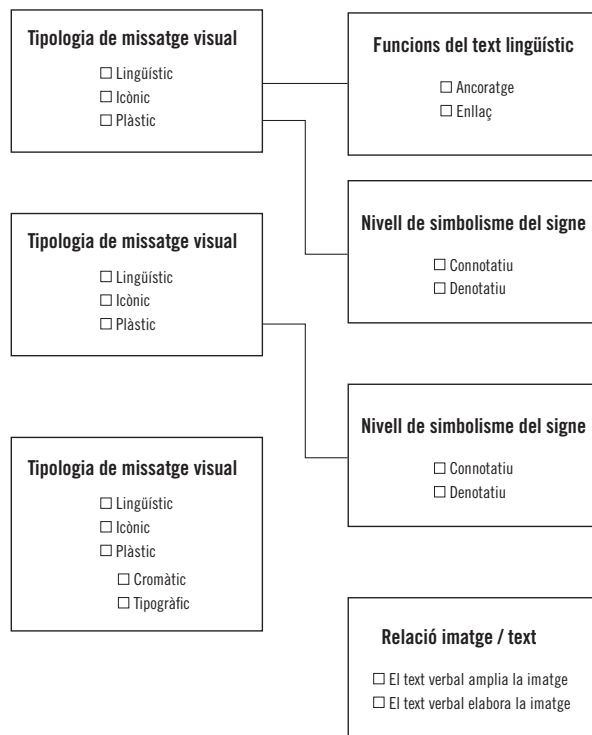 Tipologia de missatge visual
☐ Lingüístic
☐ Icònic
☐ Plàstic
Funcions del text lingüístic
☐ Ancoratge
☐ Enllaç
Nivell de simbolisme del signe
☐ Connotatiu
☐ Denotatiu
Tipologia de missatge visual
☐ Lingüístic
☐ Icònic
☐ Plàstic
Nivell de simbolisme del signe
☐ Connotatiu
☐ Denotatiu
Tipologia de missatge visual
☐ Lingüístic
☐ Icònic
☐ Plàstic
☐ Cromàtic
☐ Tipogràfic
Relació imatge / text
☐ El text verbal amplia la imatge
☐ El text verbal elabora la imatge